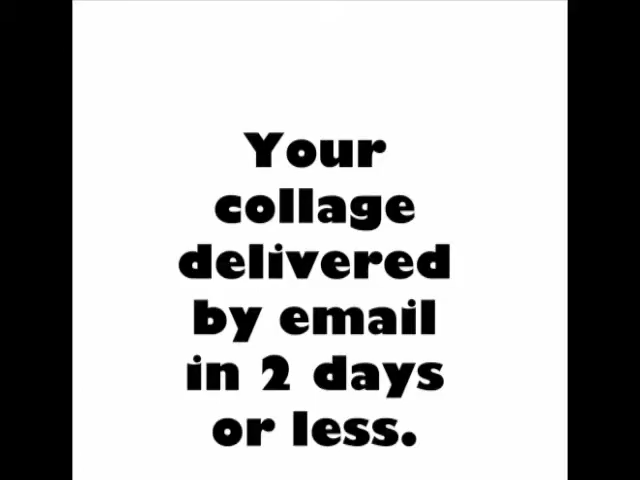 Your
collage
delivered
by email
in 2 days
or less.